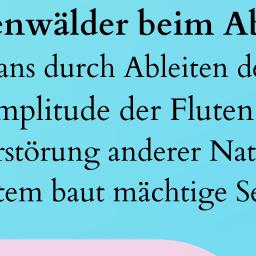 enwälder beim Ab
ans durch Ableiten de
mplitude der Fluten
rstörung anderer Nat
tem baut mächtige Se